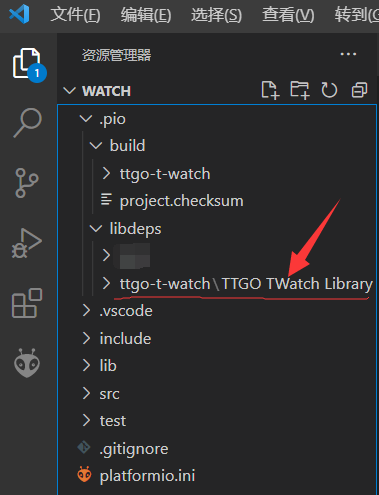 文件(F) 编辑(E) 选择(S) 查看(V) 转到(
资源管理器
1
WATCH
.pio
build
ttgo-t-watch
project.checksum
libdeps
ttgo-t-watch\TTGO TWatch Library
.vscode
include
lib
src
test
.gitignore
platformio.ini